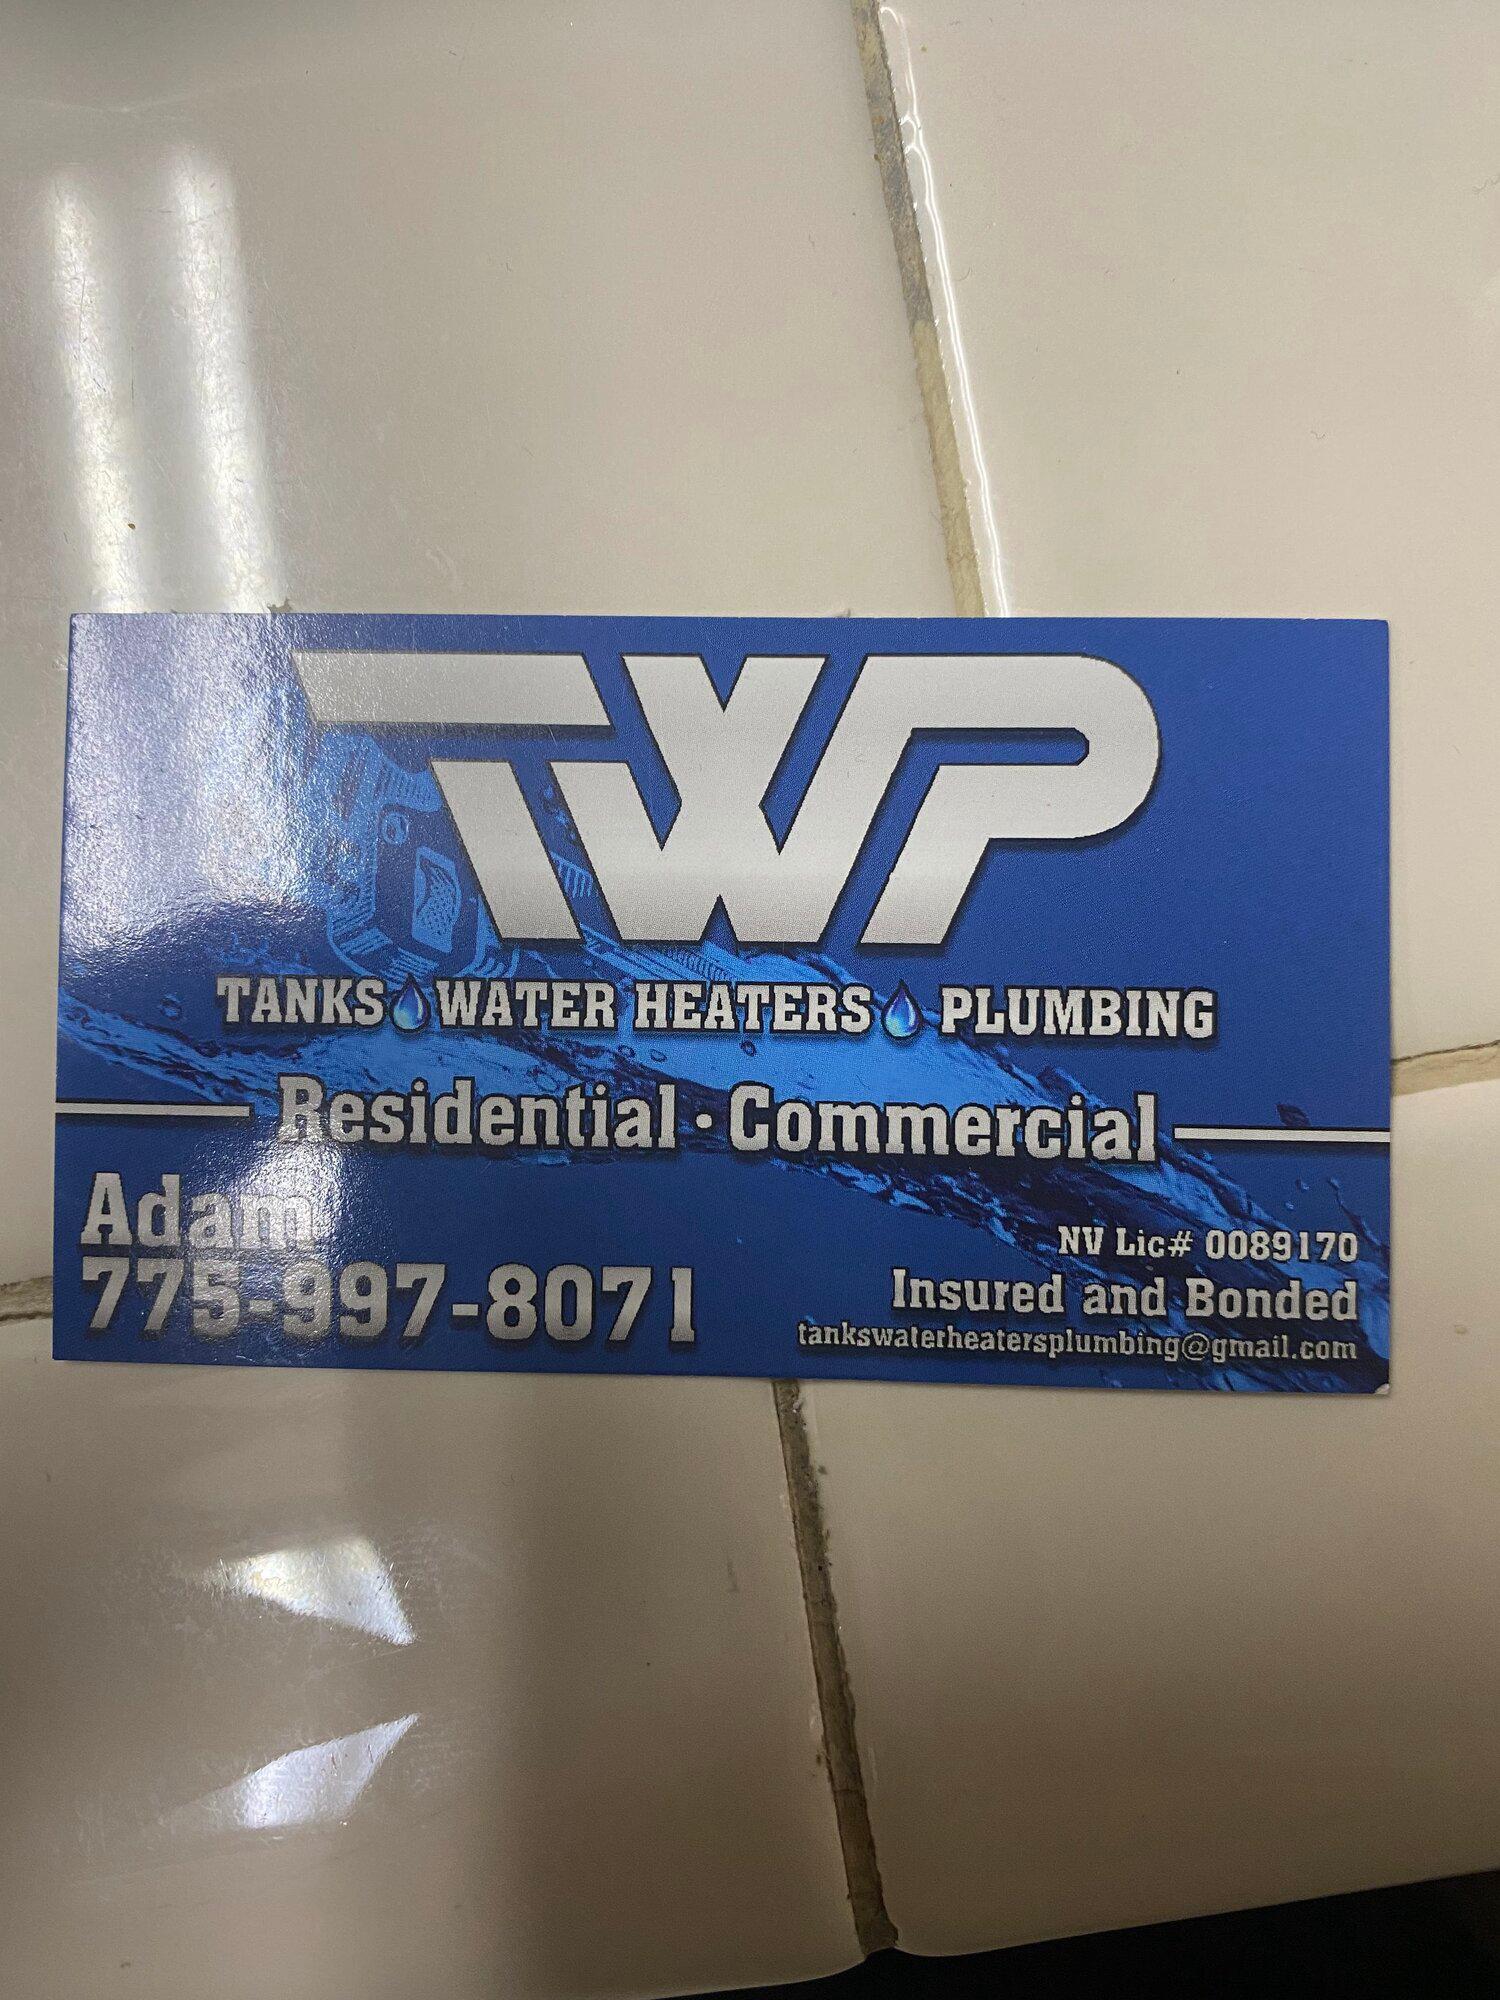 TWP
TANKS WATER HEATERS PLUMBING
Residential · Commercial
Adam
775-997-8071
NV Lic# 0089170
Insured and Bonded
tankswaterheatersplumbing@gmail.com